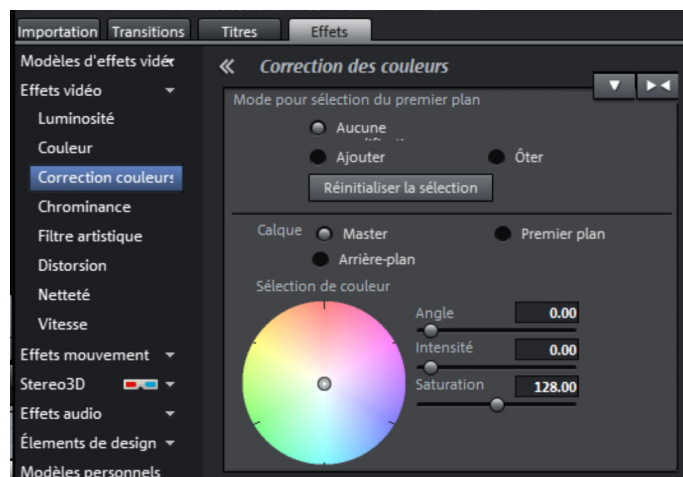 Importation Transitions Titres Effets
Modèles d'effets vidéo
Effets vidéo
Luminosité
Couleur
Correction couleurs
Chrominance
Filtre artistique
Distorsion
Netteté
Vitesse
Effets mouvement
Stereo3D
Effets audio
Élements de design
Modèles personnels
Correction des couleurs
Mode pour sélection du premier plan
Aucune
Ajouter Ôter
Réinitialiser la sélection
Calque Master Premier plan
Arrière-plan
Sélection de couleur
Angle 0.00
Intensité 0.00
Saturation 128.00